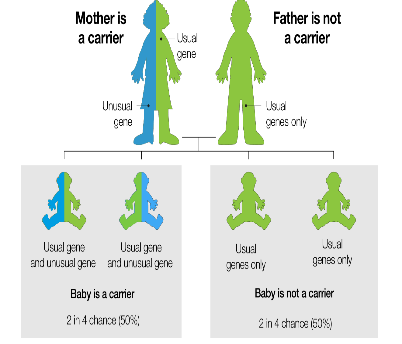 Mother is
a carrier
Father is not
a carrier
Usual
gene
Unusual
gene
Usual
genes only
Usual gene
and unusual gene
Usual gene
and unusual gene
Usual
genes only
Usual
genes only
Baby is a carrier
Baby is not a carrier
2 in 4 chance (50%)
2 in 4 chance (50%)